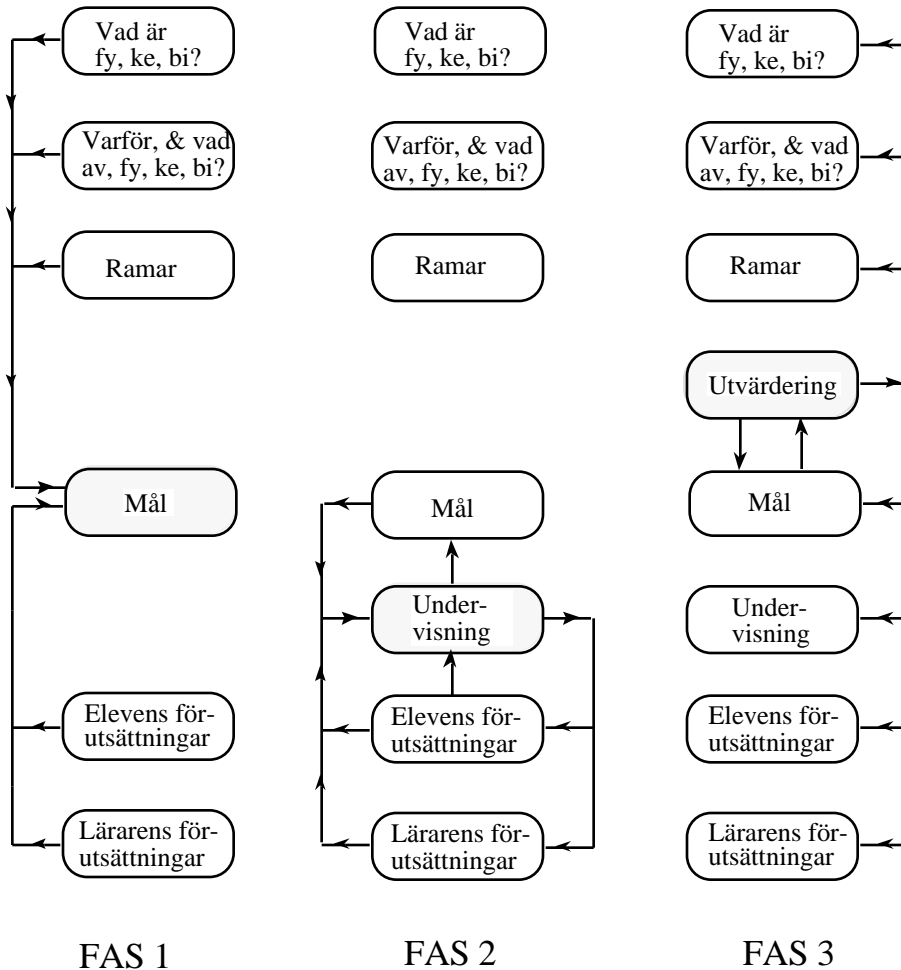 Vad är
fy, ke, bi?
Varför, & vad
av, fy, ke, bi?
Ramar
Mål
Elevens för-
utsättningar
Lärarens för-
utsättningar
FAS 1
Vad är
fy, ke, bi?
Varför, & vad
av, fy, ke, bi?
Ramar
Mål
Under-
visning
Elevens för-
utsättningar
Lärarens för-
utsättningar
FAS 2
Vad är
fy, ke, bi?
Varför, & vad
av, fy, ke, bi?
Ramar
Utvärdering
Mål
Under-
visning
Elevens för-
utsättningar
Lärarens för-
utsättningar
FAS 3